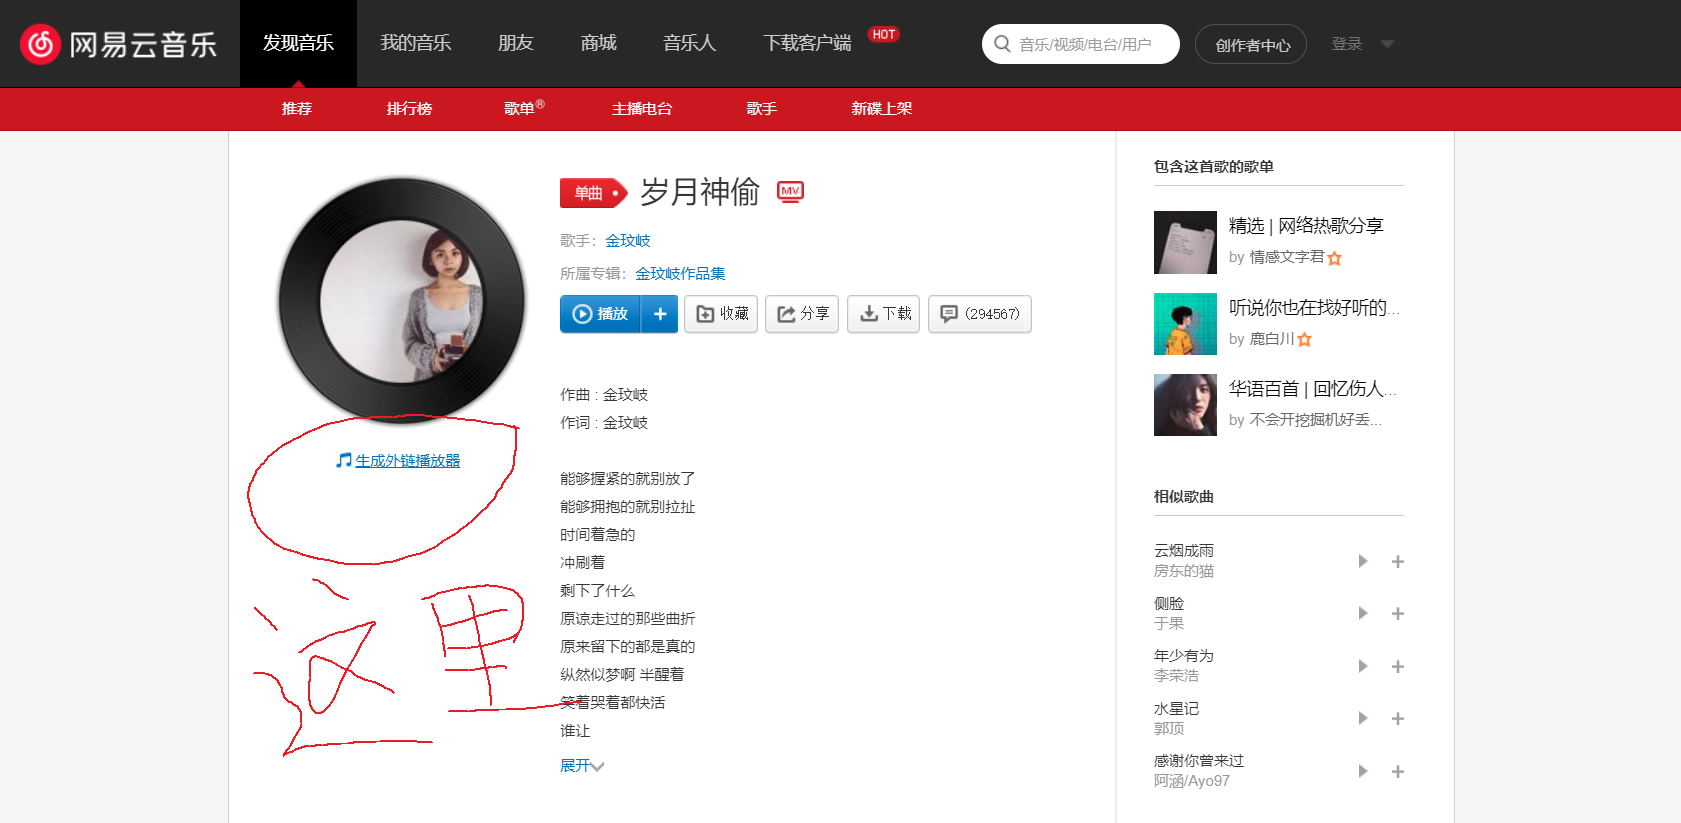 网易云音乐
发现音乐 我的音乐 朋友 商城 音乐人 下载客户端 HOT
音乐/视频/电台/用户
创作者中心
登录
推荐 排行榜 歌单® 主播电台 歌手 新碟上架
单曲 岁月神偷 MV
歌手：金玟岐
所属专辑：金玟岐作品集
播放 + 收藏 分享 下载 (294567)
生成外链播放器
这里
作曲 : 金玟岐
作词 : 金玟岐
能够握紧的就别放了
能够拥抱的就别拉扯
时间着急的
冲刷着
剩下了什么
原谅走过的那些曲折
原来留下的都是真的
纵然似梦啊 半醒着
笑着哭着都快活
谁让
展开
包含这首歌的歌单
精选 | 网络热歌分享
by 情感文字君
听说你也在找好听的...
by 鹿白川
华语百首 | 回忆伤人...
by 不会开挖掘机好丢...
相似歌曲
云烟成雨
房东的猫
侧脸
于果
年少有为
李荣浩
水星记
郭顶
感谢你曾来过
阿涵/Ayo97